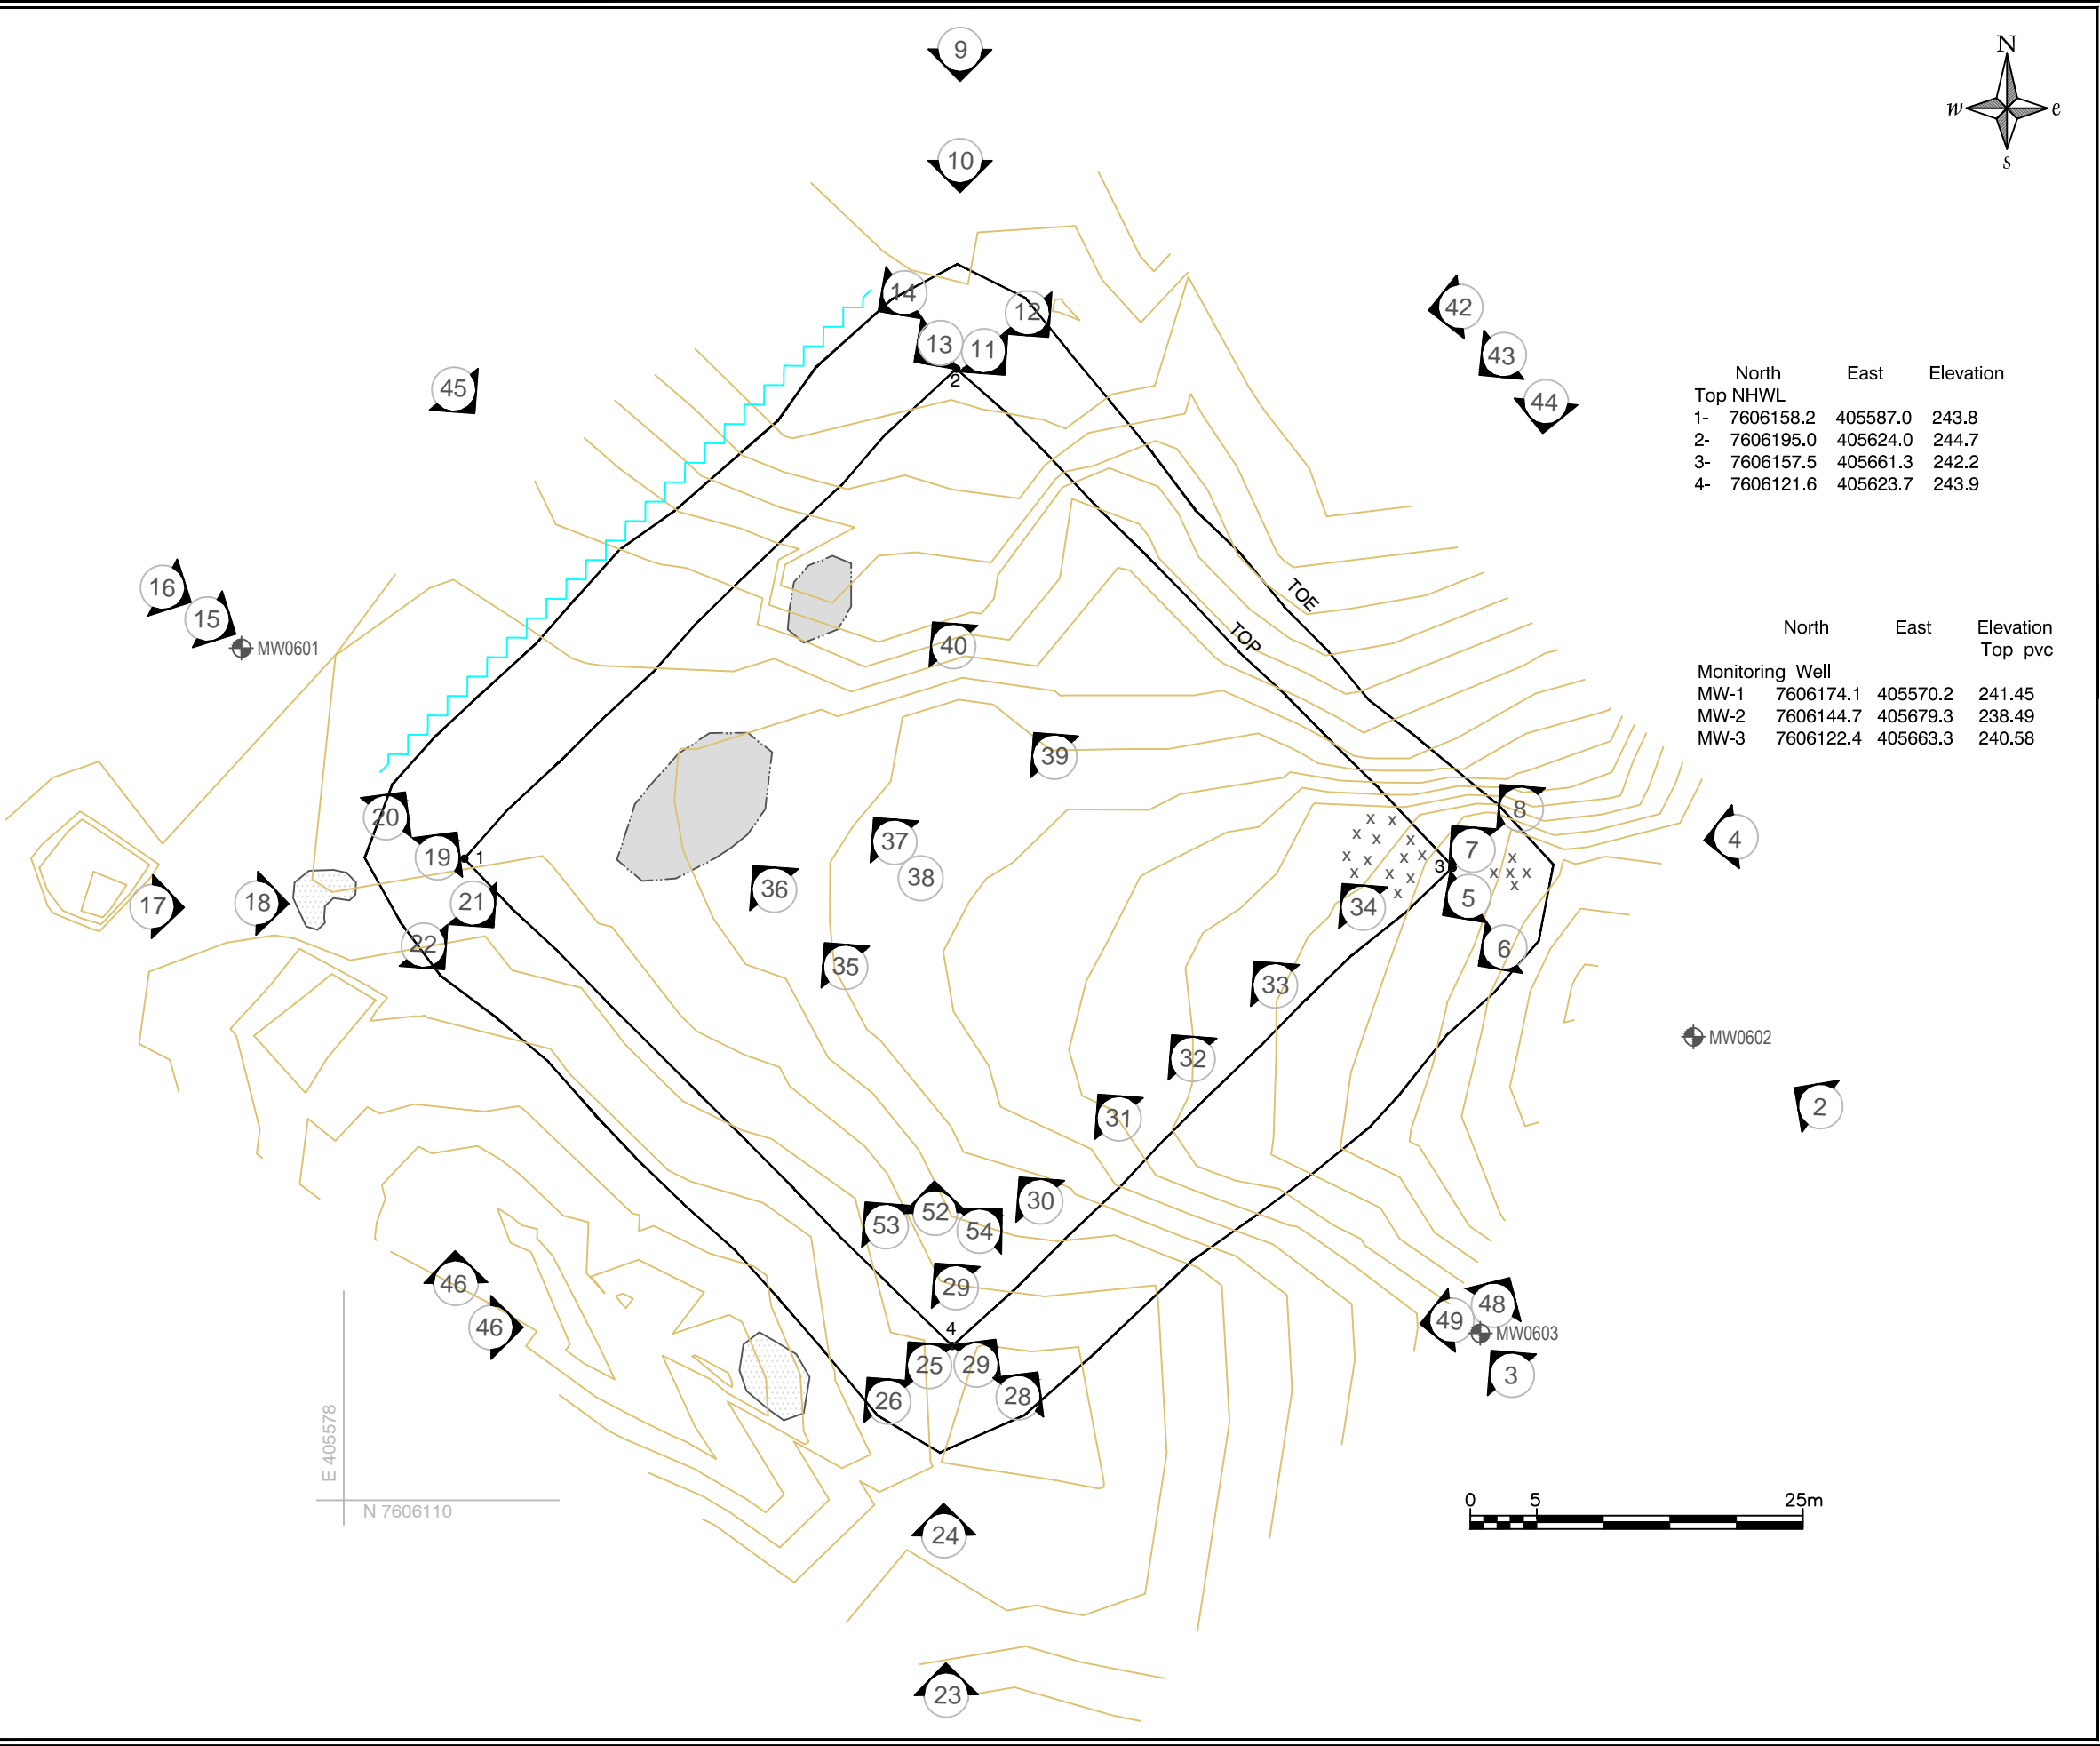 9
N
w e
s
10
14
12
13 11
2
42
43
44
45
North East Elevation
Top NHWL
1- 7606158.2 405587.0 243.8
2- 7606195.0 405624.0 244.7
3- 7606157.5 405661.3 242.2
4- 7606121.6 405623.7 243.9
16
15
MW0601
TOE
TOP
40
North East Elevation
Top pvc
Monitoring Well
MW-1 7606174.1 405570.2 241.45
MW-2 7606144.7 405679.3 238.49
MW-3 7606122.4 405663.3 240.58
39
20
19 1
37
38
36
x x
x x x
x x x x
x x x x
x
8
7
3
x
x x x
x
4
17
18
21
22
34
5
6
35
33
MW0602
32
2
31
30
53 52 54
46
46
29
4
49 48
MW0603
3
25 29
26 28
E 405578
N 7606110
24
0 5 25m
23